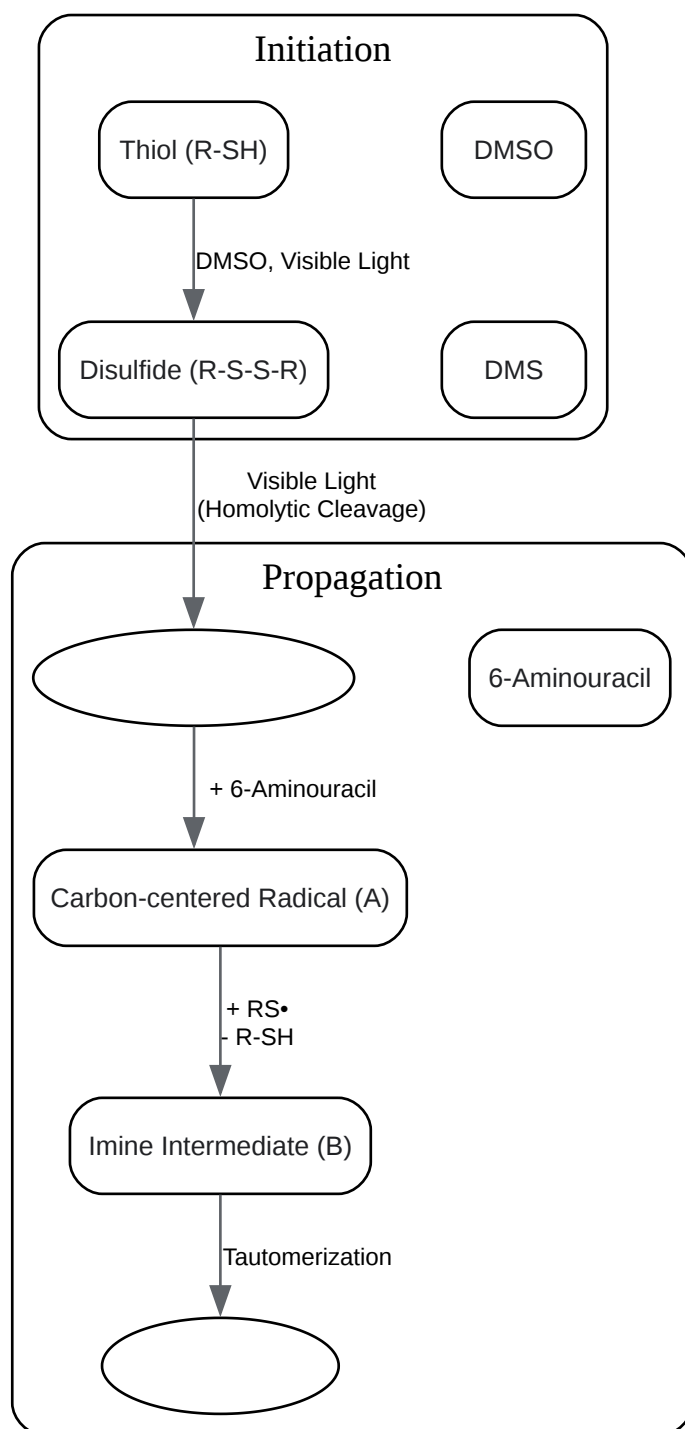 Initiation
Thiol (R-SH)
DMSO
DMSO, Visible Light
Disulfide (R-S-S-R)
DMS
Visible Light
(Homolytic Cleavage)
Propagation
6-Aminouracil
+ 6-Aminouracil
Carbon-centered Radical (A)
+ RS•
- R-SH
Imine Intermediate (B)
Tautomerization